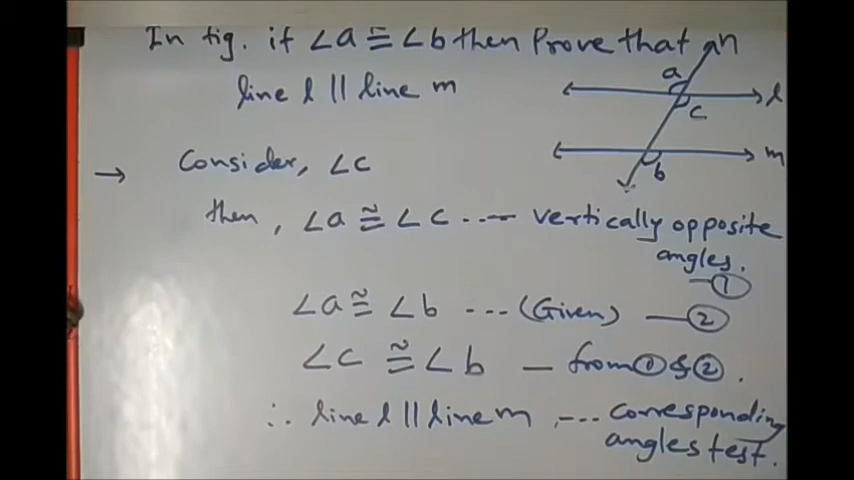 In fig. if ∠a ≅ ∠b then Prove that
line l || line m
n
a
l
c
m
b
→ Consider, ∠c
then, ∠a ≅ ∠c ---- vertically opposite
angles.
—①
∠a ≅ ∠b --- (Given) —②
∠c ≅ ∠b — from ① & ②.
∴ line l || line m ,--- corresponding
angles test.